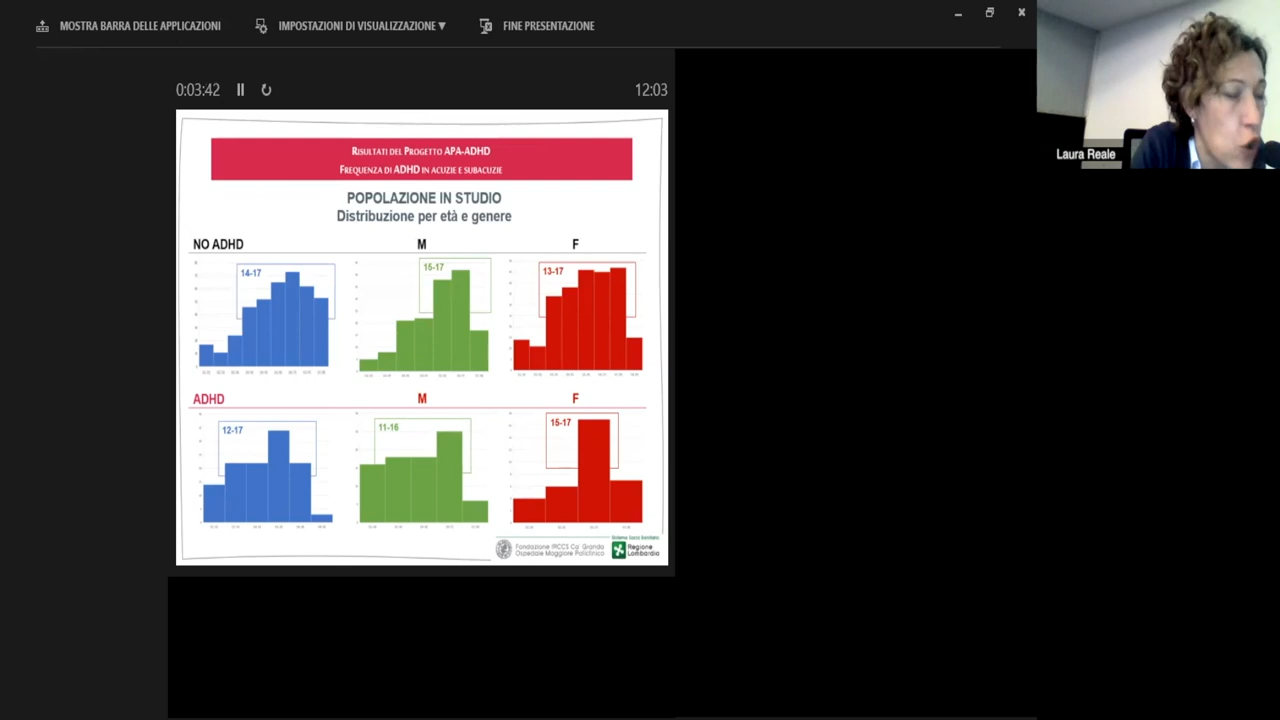 MOSTRA BARRA DELLE APPLICAZIONI
IMPOSTAZIONI DI VISUALIZZAZIONE ▼
FINE PRESENTAZIONE
Laura Reale
0:03:42
12:03
RISULTATI DEL PROGETTO APA-ADHD
FREQUENZA DI ADHD IN ACUZIE E SUBACUZIE
POPOLAZIONE IN STUDIO
Distribuzione per età e genere
NO ADHD
M
F
14-17
15-17
13-17
ADHD
M
F
12-17
11-16
15-17
Fondazione IRCCS Ca' Granda
Ospedale Maggiore Policlinico
Sistema Socio Sanitario
Regione
Lombardia